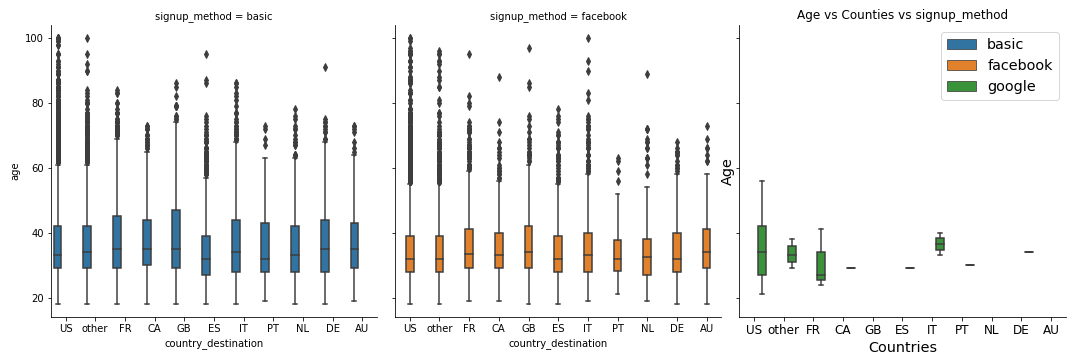 signup_method = basic
signup_method = facebook
Age vs Counties vs signup_method
100
80
60
40
20
age
US other FR CA GB ES IT PT NL DE AU
country_destination
US other FR CA GB ES IT PT NL DE AU
country_destination
basic
facebook
google
Age
US other FR CA GB ES IT PT NL DE AU
Countries